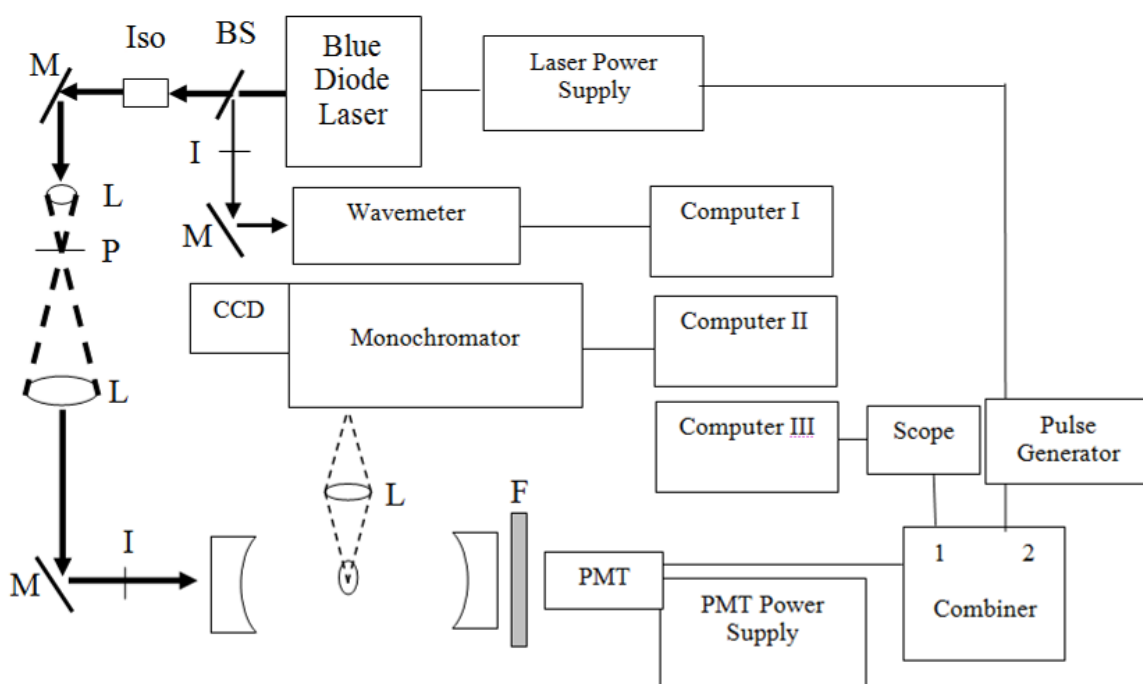 Iso
BS
M
Blue
Diode
Laser
Laser Power
Supply
I
L
P
M
Wavemeter
Computer I
CCD
Monochromator
Computer II
L
Computer III
Scope
Pulse
Generator
L
F
M
I
PMT
PMT Power
Supply
1
2
Combiner